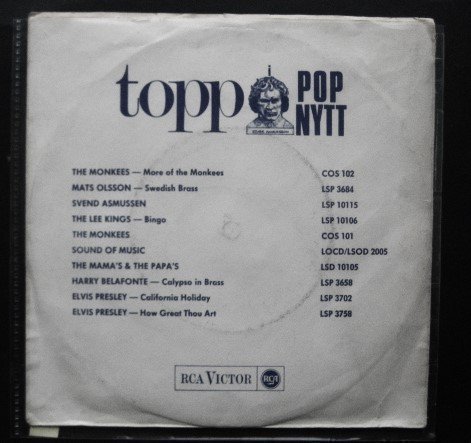 topp POP
NYTT
THE MONKEES — More of the Monkees COS 102
MATS OLSSON — Swedish Brass LSP 3684
SVEND ASMUSSEN LSP 10115
THE LEE KINGS — Bingo LSP 10106
THE MONKEES COS 101
SOUND OF MUSIC LOCD/LSOD 2005
THE MAMA'S & THE PAPA'S LSD 10105
HARRY BELAFONTE — Calypso in Brass LSP 3658
ELVIS PRESLEY — California Holiday LSP 3702
ELVIS PRESLEY — How Great Thou Art LSP 3758
RCA VICTOR RCA